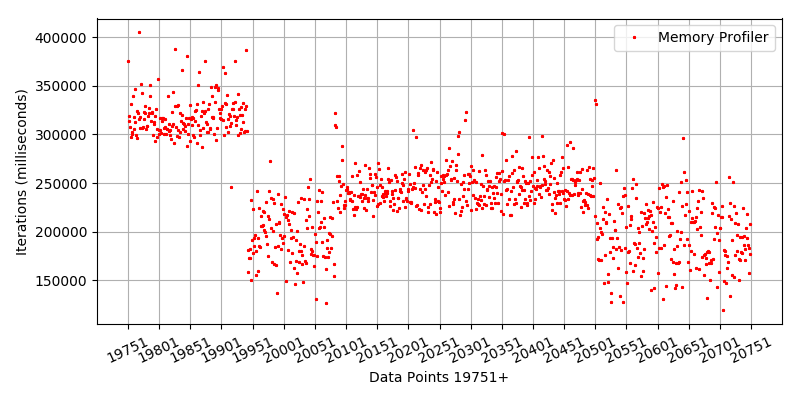 Memory Profiler
400000
350000
300000
250000
200000
150000
Iterations (milliseconds)
19751 19801 19851 19901 19951 20001 20051 20101 20151 20201 20251 20301 20351 20401 20451 20501 20551 20601 20651 20701 20751
Data Points 19751+